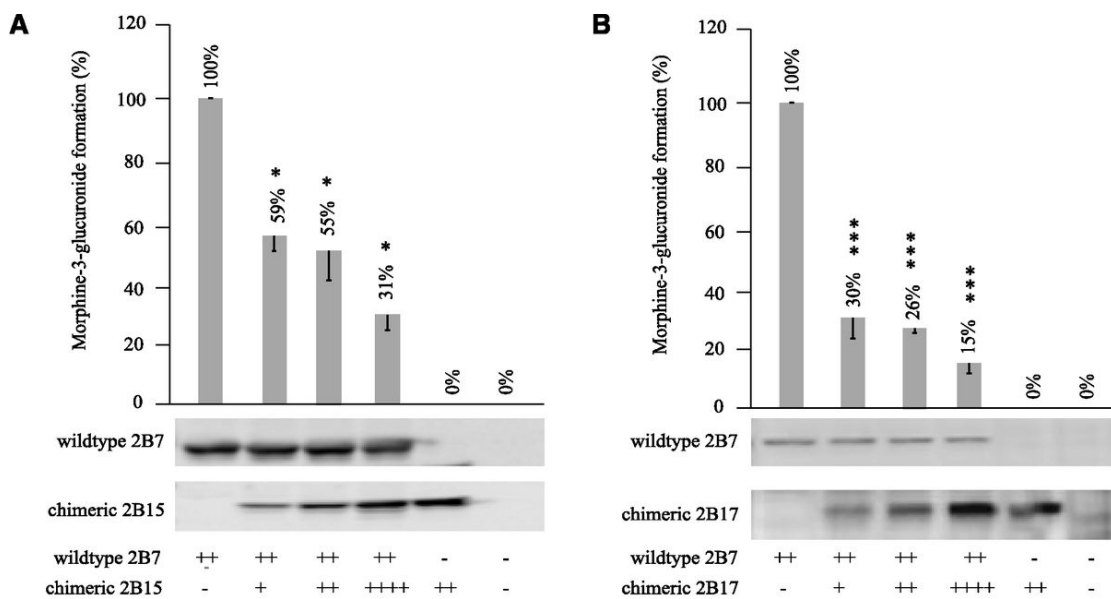 A
Morphine-3-glucuronide formation (%)
120
100
80
60
40
20
0
100%
59% *
55% *
31% *
0%
0%
wildtype 2B7
chimeric 2B15
wildtype 2B7 ++ ++ ++ ++ - -
chimeric 2B15 - + ++ ++++ ++ -
B
Morphine-3-glucuronide formation (%)
120
100
80
60
40
20
0
100%
30% ***
26% ***
15% ***
0%
0%
wildtype 2B7
chimeric 2B17
wildtype 2B7 ++ ++ ++ ++ - -
chimeric 2B17 - + ++ ++++ ++ -